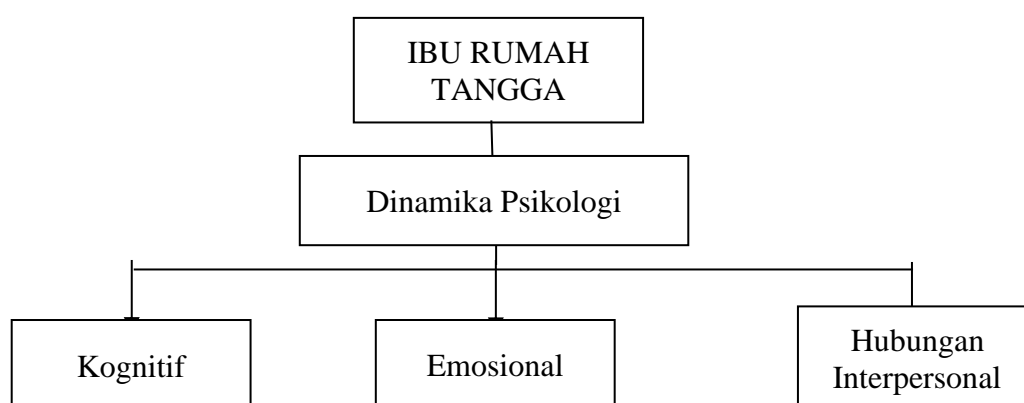 IBU RUMAH
TANGGA
Dinamika Psikologi
Kognitif
Emosional
Hubungan
Interpersonal